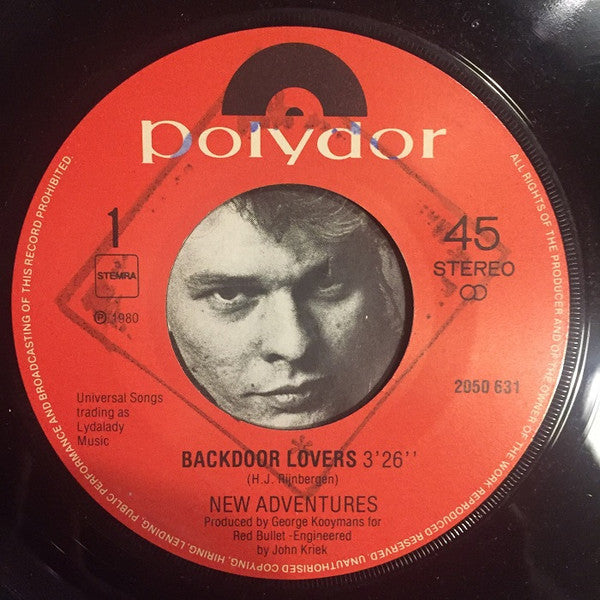 polydor
1
45
STEREO
STEMRA
℗ 1980
2050 631
Universal Songs
trading as
Lydalady
Music
BACKDOOR LOVERS 3'26''
(H.J. Rijnbergen)
NEW ADVENTURES
Produced by George Kooymans for
Red Bullet -Engineered
by John Kriek
ALL RIGHTS OF THE PRODUCER AND OF THE OWNER OF THE WORK REPRODUCED RESERVED. UNAUTHORISED COPYING, HIRING, LENDING, PUBLIC PERFORMANCE AND BROADCASTING OF THIS RECORD PROHIBITED.